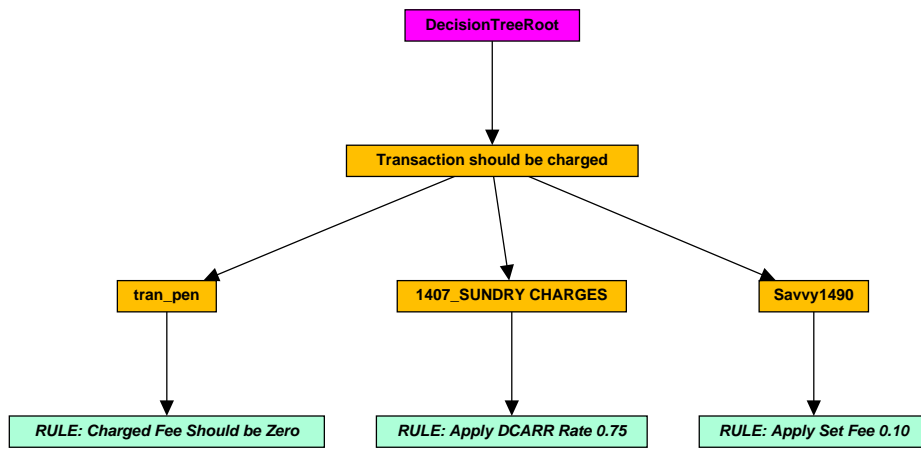 DecisionTreeRoot
Transaction should be charged
tran_pen
1407_SUNDRY CHARGES
Savvy1490
RULE: Charged Fee Should be Zero
RULE: Apply DCARR Rate 0.75
RULE: Apply Set Fee 0.10